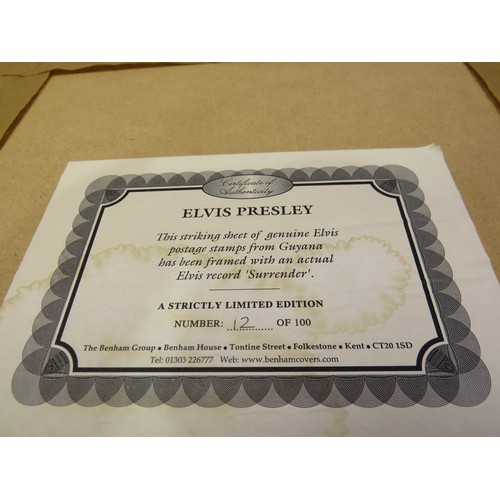 Certificate of
Authenticity
ELVIS PRESLEY
This striking sheet of genuine Elvis
postage stamps from Guyana
has been framed with an actual
Elvis record 'Surrender'.
A STRICTLY LIMITED EDITION
NUMBER: 12 OF 100
The Benham Group • Benham House • Tontine Street • Folkestone • Kent • CT20 1SD
Tel: 01303 226777 Web: www.benhamcovers.com